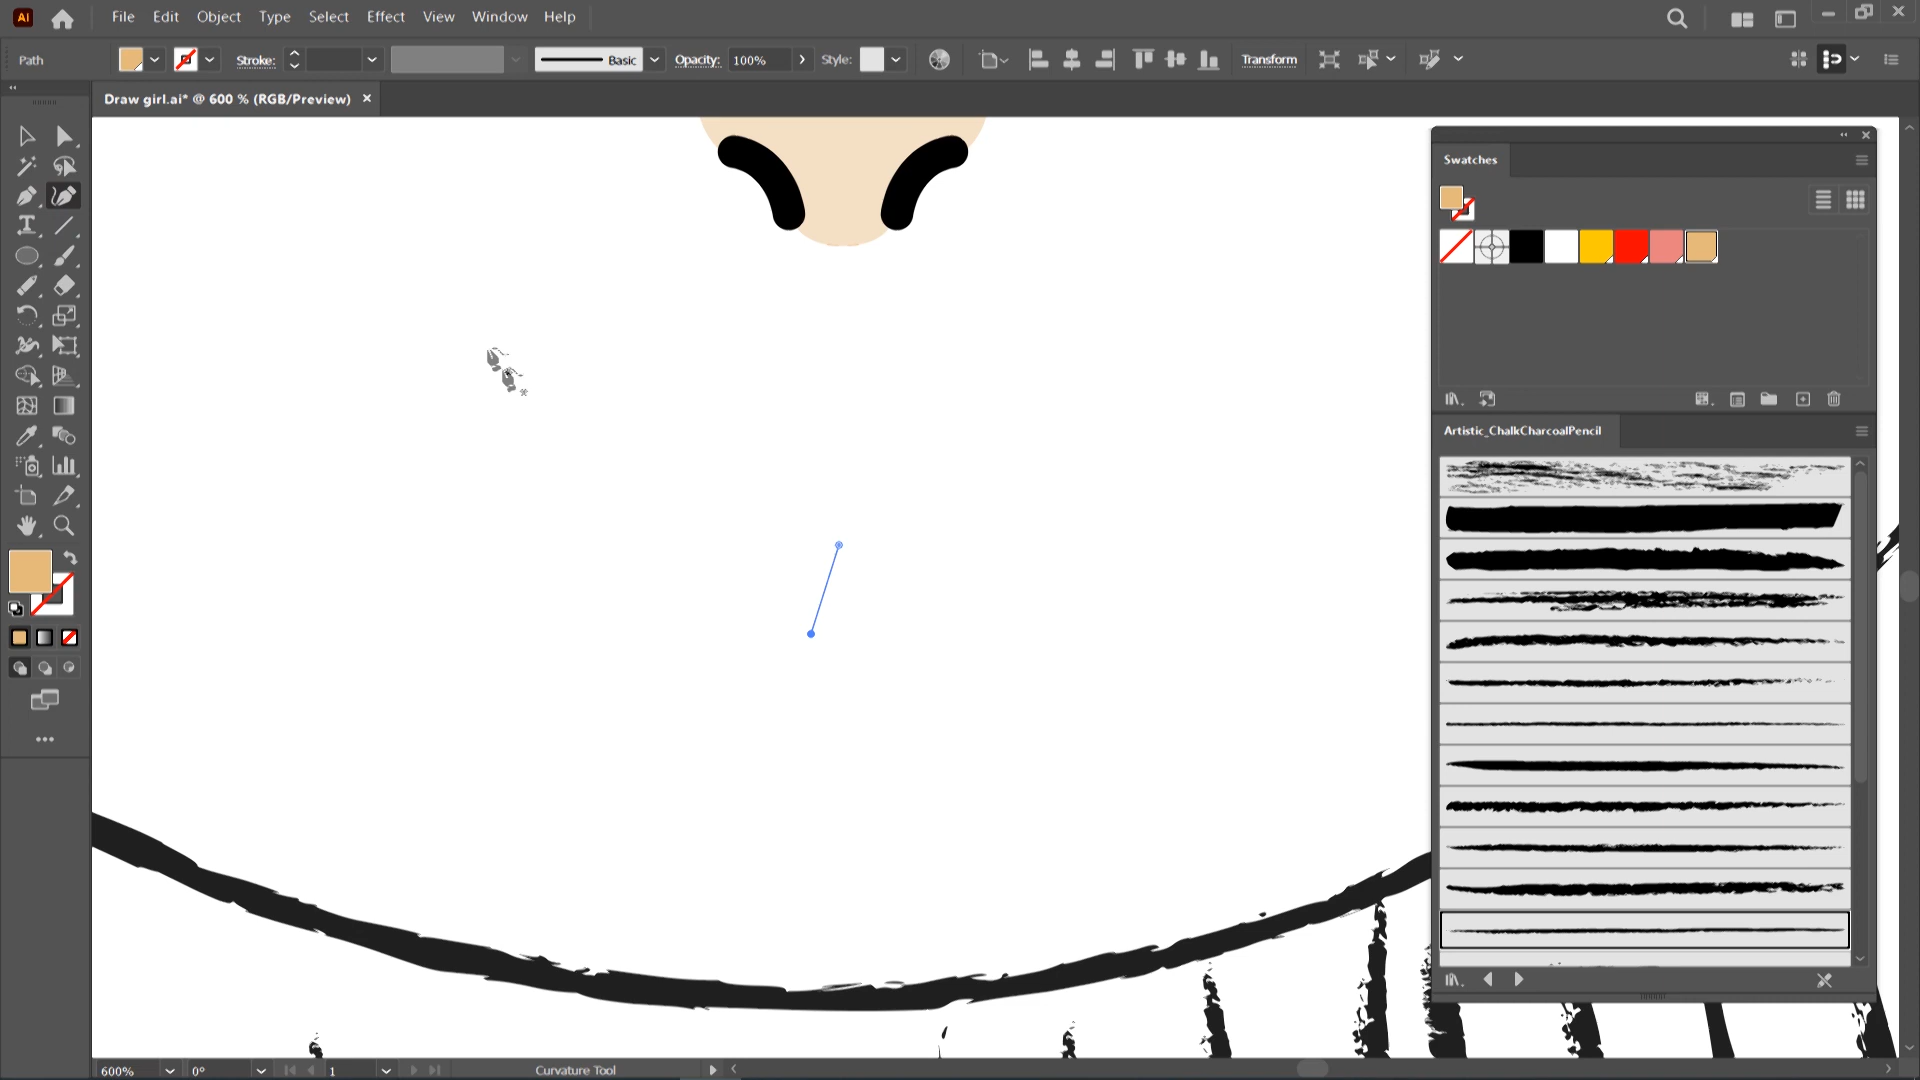 Ai File Edit Object Type Select Effect View Window Help
Path Stroke: Basic Opacity: 100% Style: Transform
Draw girl.ai* @ 600 % (RGB/Preview)
Swatches
Artistic_ChalkCharcoalPencil
600% 0° 1 Curvature Tool